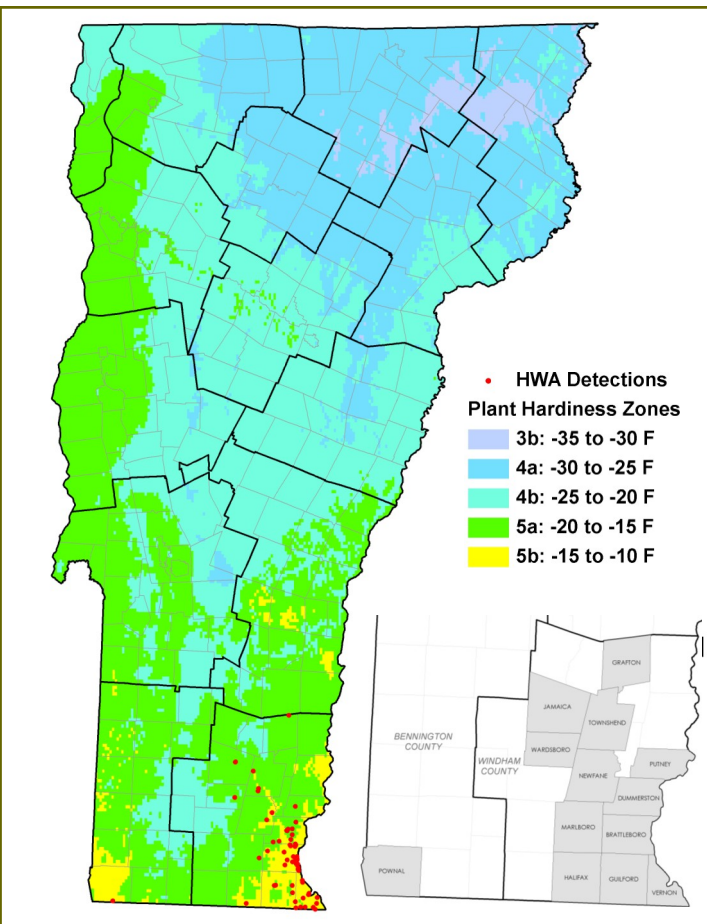 HWA Detections
Plant Hardiness Zones
3b: -35 to -30 F
4a: -30 to -25 F
4b: -25 to -20 F
5a: -20 to -15 F
5b: -15 to -10 F
GRAFTON
JAMAICA
TOWNSHEND
BENNINGTON
COUNTY
WINDHAM
COUNTY
WARDSBORO
PUTNEY
NEWFANE
DUMMERSTON
MARLBORO
BRATTLEBORO
POWNAL
HALIFAX
GUILFORD
VERNON